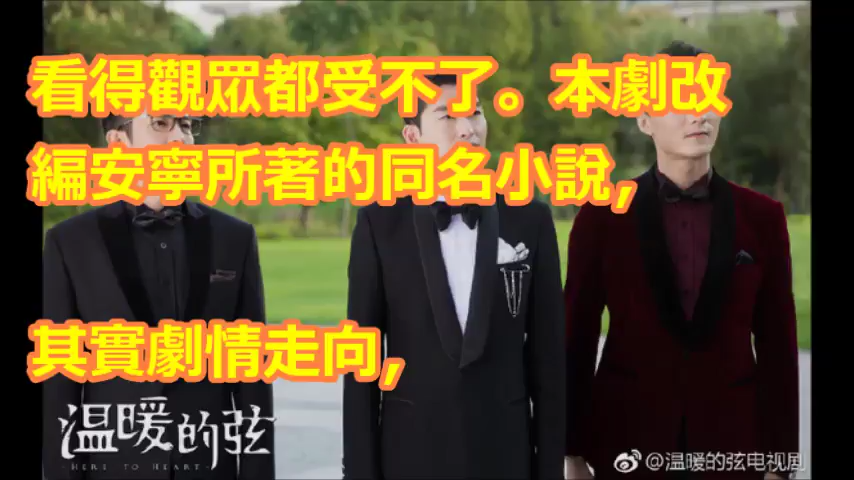 看得觀眾都受不了。本劇改
編安寧所著的同名小說,
其實劇情走向,
温暖的弦
-HERE TO HEART-
@温暖的弦电视剧